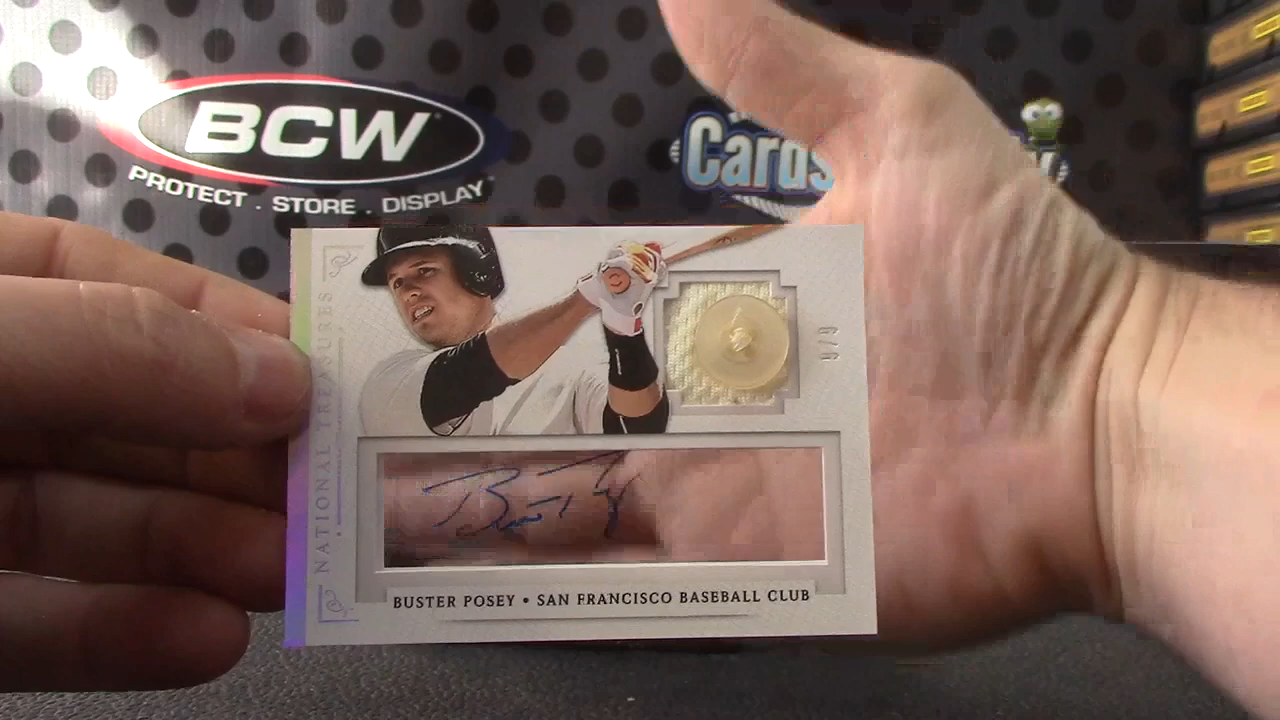 BCW
PROTECT . STORE . DISPLAY
Cards
NATIONAL TREASURES
BUSTER POSEY • SAN FRANCISCO BASEBALL CLUB